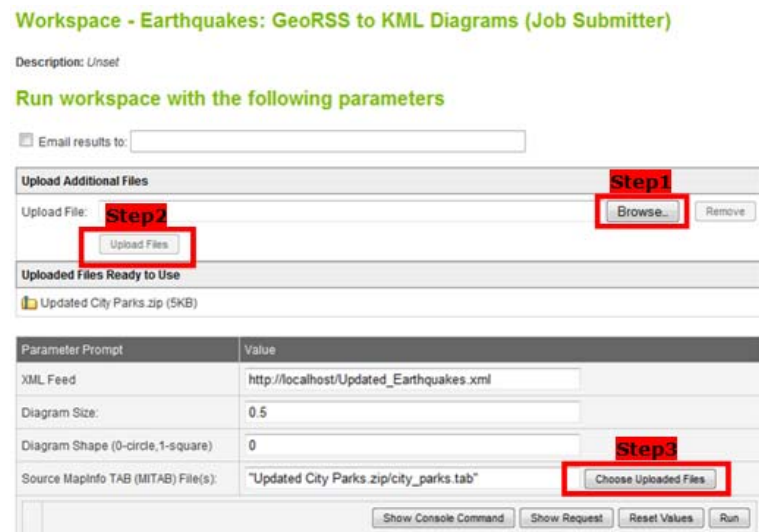 Workspace - Earthquakes: GeoRSS to KML Diagrams (Job Submitter)
Description: Unset
Run workspace with the following parameters
Email results to:
Upload Additional Files
Step1
Upload File: Step2 Browse... Remove
Upload Files
Uploaded Files Ready to Use
Updated City Parks.zip (5KB)
Parameter Prompt Value
XML Feed http://localhost/Updated_Earthquakes.xml
Diagram Size: 0.5
Diagram Shape (0-circle,1-square) 0
Step3
Source MapInfo TAB (MITAB) File(s): "Updated City Parks.zip/city_parks.tab" Choose Uploaded Files
Show Console Command Show Request Reset Values Run